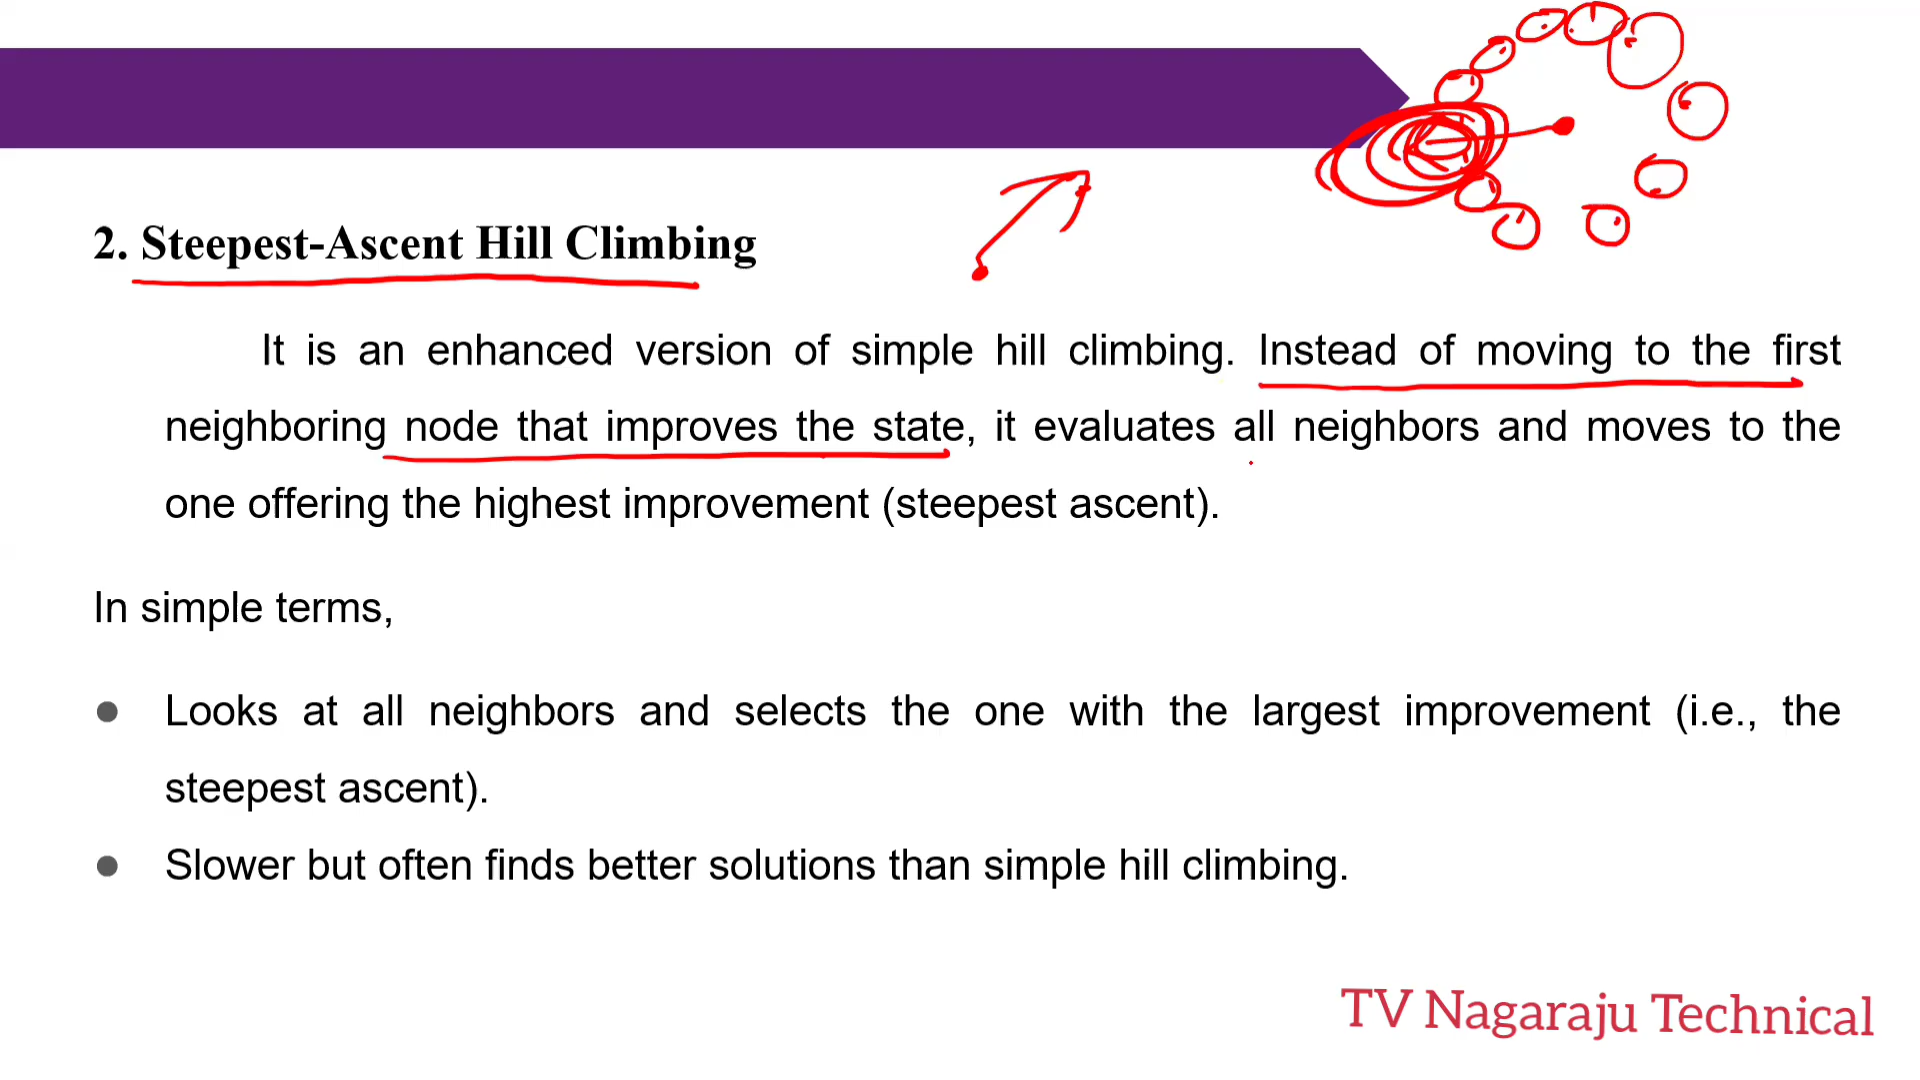 2. Steepest-Ascent Hill Climbing
It is an enhanced version of simple hill climbing. Instead of moving to the first
neighboring node that improves the state, it evaluates all neighbors and moves to the
one offering the highest improvement (steepest ascent).
In simple terms,
● Looks at all neighbors and selects the one with the largest improvement (i.e., the
steepest ascent).
● Slower but often finds better solutions than simple hill climbing.
TV Nagaraju Technical